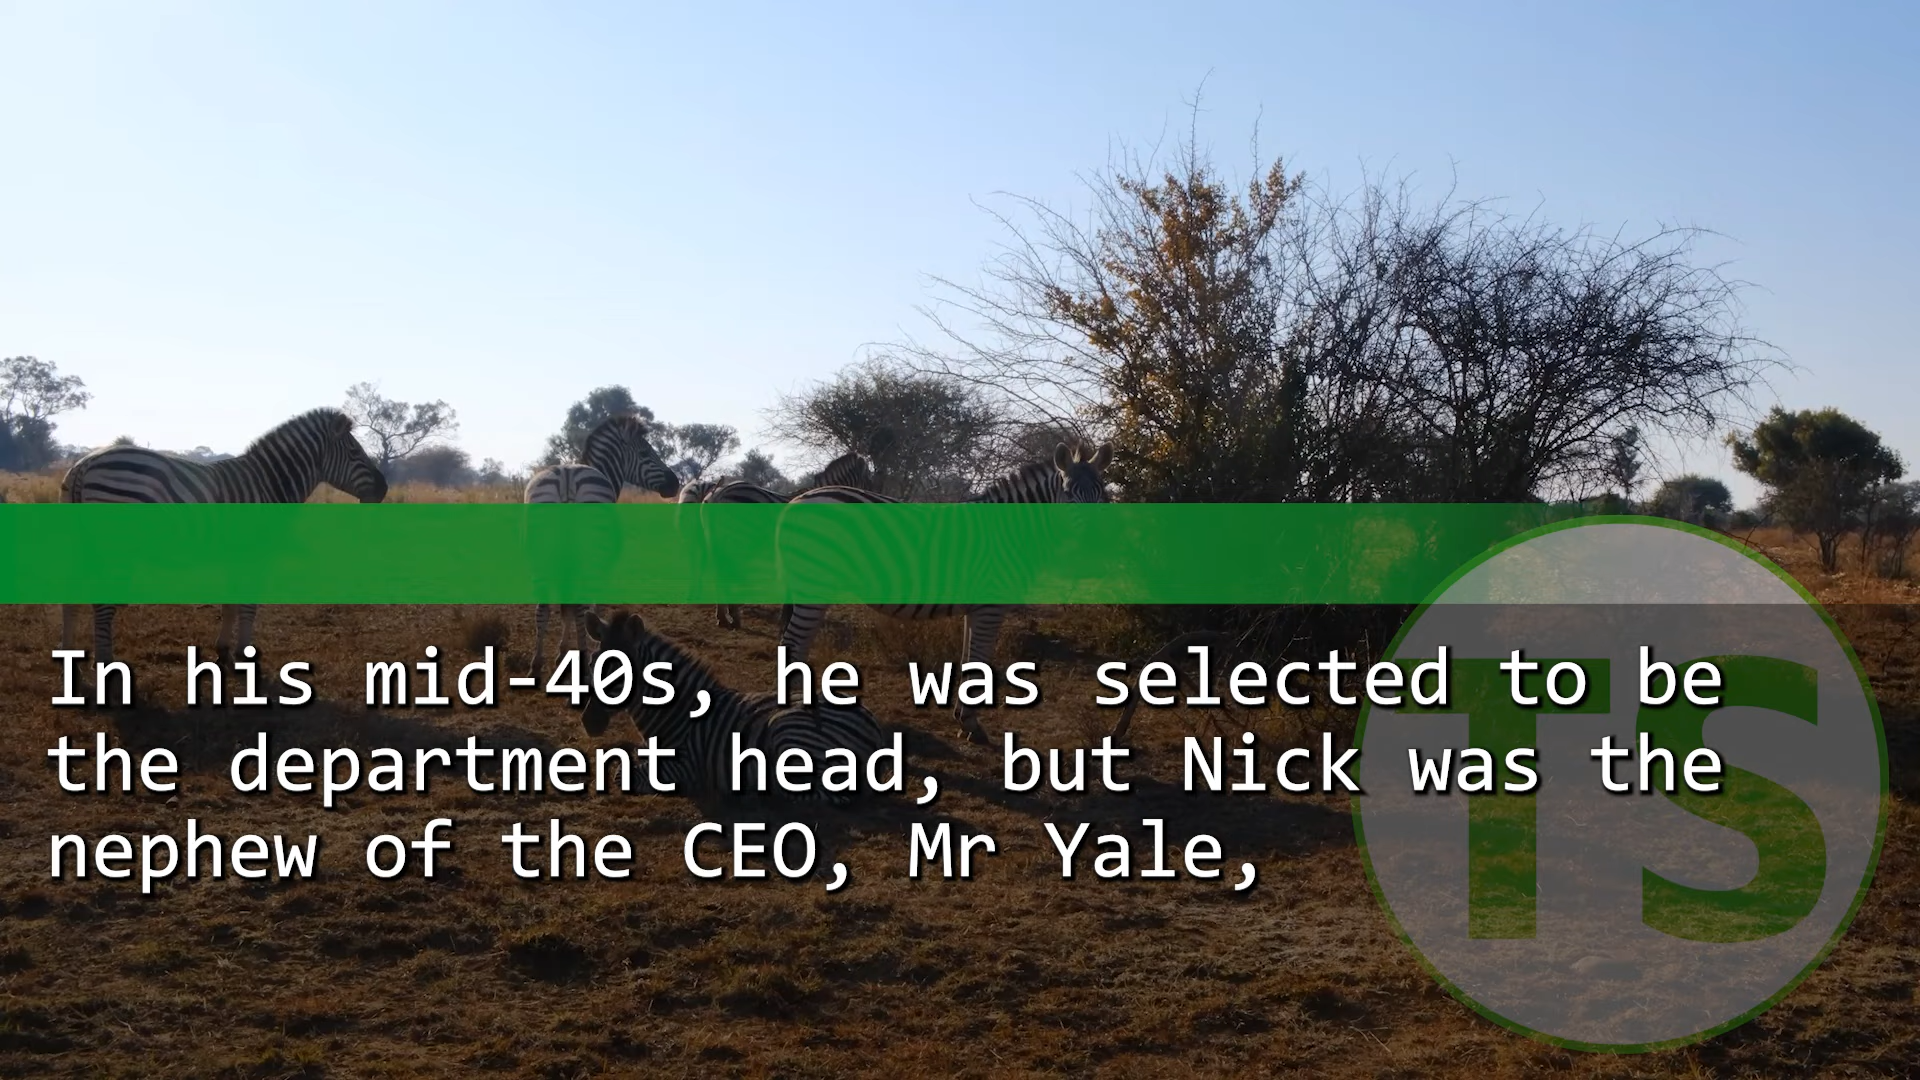 In his mid-40s, he was selected to be
the department head, but Nick was the
nephew of the CEO, Mr Yale,
TS